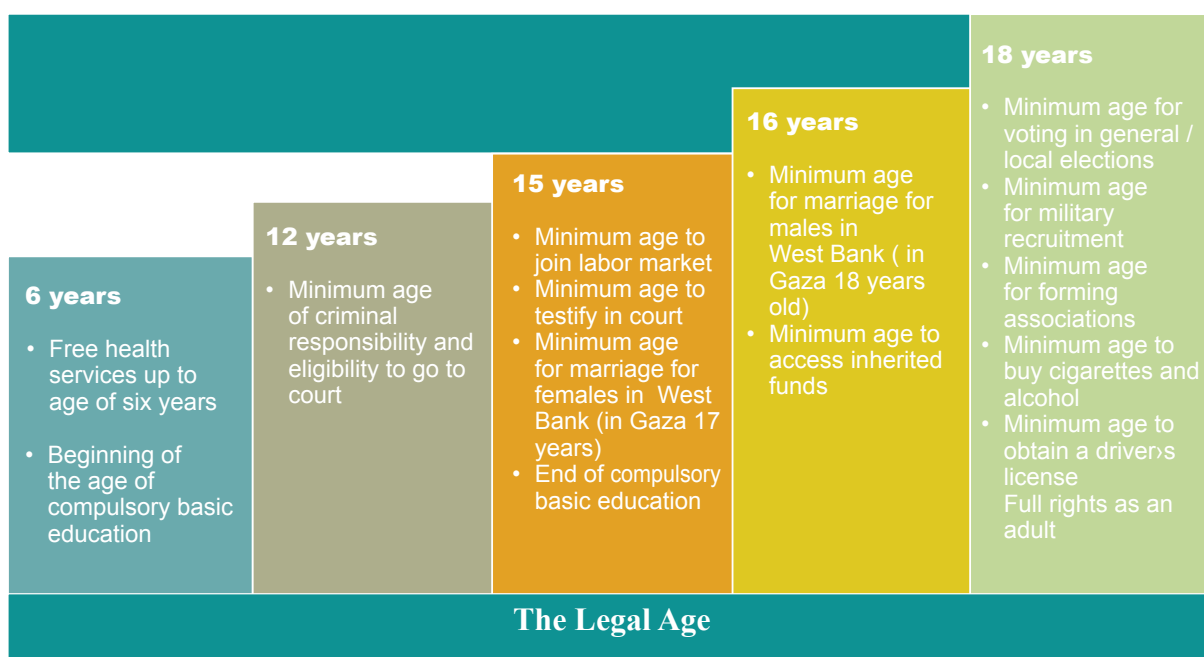 6 years
• Free health
services up to
age of six years
• Beginning of
the age of
compulsory basic
education
12 years
• Minimum age
of criminal
responsibility and
eligibility to go to
court
15 years
• Minimum age to
join labor market
• Minimum age to
testify in court
• Minimum age
for marriage for
females in West
Bank (in Gaza 17
years)
• End of compulsory
basic education
16 years
• Minimum age
for marriage for
males in
West Bank ( in
Gaza 18 years
old)
• Minimum age to
access inherited
funds
18 years
• Minimum age for
voting in general /
local elections
• Minimum age
for military
recruitment
• Minimum age
for forming
associations
• Minimum age to
buy cigarettes and
alcohol
• Minimum age to
obtain a driver›s
license
Full rights as an
adult
The Legal Age